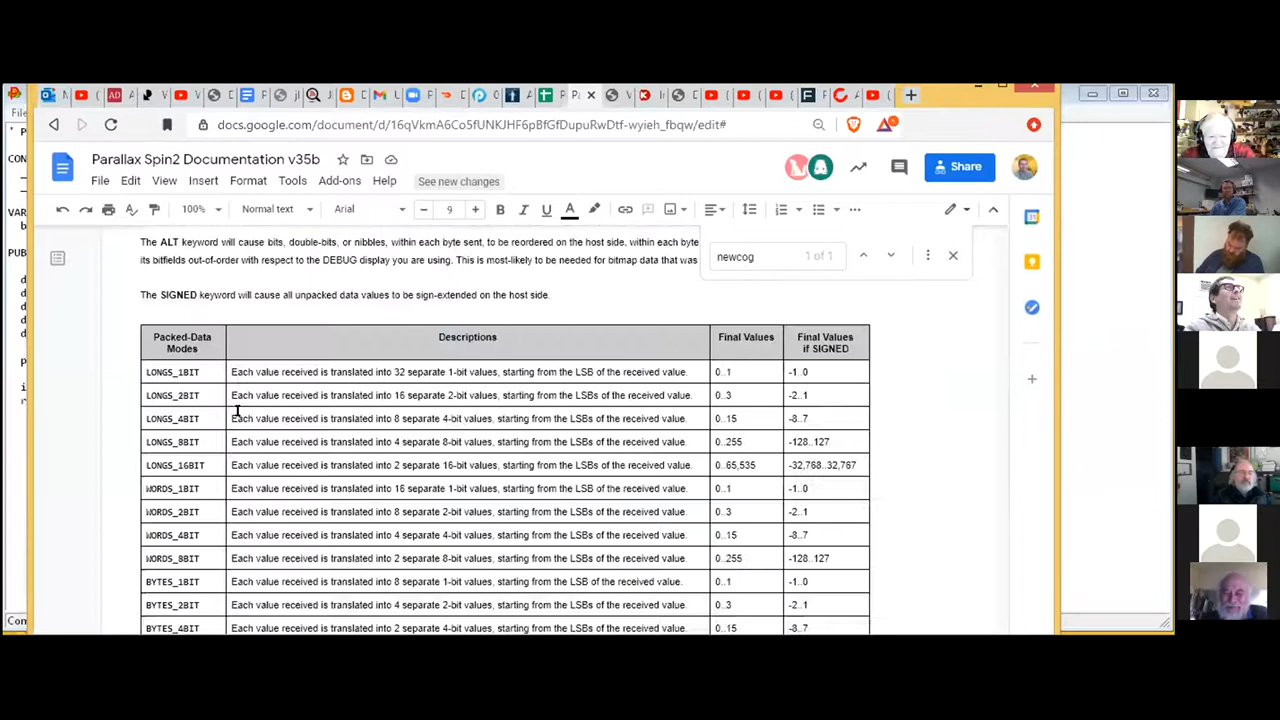 docs.google.com/document/d/16qVkmA6Co5fUNKJHF6pBfGfDupuRwDtf-wyieh_fbqw/edit#
Parallax Spin2 Documentation v35b
File Edit View Insert Format Tools Add-ons Help See new changes
Share
100% Normal text Arial 9
newcog 1 of 1
The ALT keyword will cause bits, double-bits, or nibbles, within each byte sent, to be reordered on the host side, within each byte
its bitfields out-of-order with respect to the DEBUG display you are using. This is most-likely to be needed for bitmap data that was
The SIGNED keyword will cause all unpacked data values to be sign-extended on the host side.
Packed-Data Modes Descriptions Final Values Final Values if SIGNED
LONGS_1BIT Each value received is translated into 32 separate 1-bit values, starting from the LSB of the received value. 0..1 -1..0
LONGS_2BIT Each value received is translated into 16 separate 2-bit values, starting from the LSBs of the received value. 0..3 -2..1
LONGS_4BIT Each value received is translated into 8 separate 4-bit values, starting from the LSBs of the received value. 0..15 -8..7
LONGS_8BIT Each value received is translated into 4 separate 8-bit values, starting from the LSBs of the received value. 0..255 -128..127
LONGS_16BIT Each value received is translated into 2 separate 16-bit values, starting from the LSBs of the received value. 0..65,535 -32,768..32,767
WORDS_1BIT Each value received is translated into 16 separate 1-bit values, starting from the LSB of the received value. 0..1 -1..0
WORDS_2BIT Each value received is translated into 8 separate 2-bit values, starting from the LSBs of the received value. 0..3 -2..1
WORDS_4BIT Each value received is translated into 4 separate 4-bit values, starting from the LSBs of the received value. 0..15 -8..7
WORDS_8BIT Each value received is translated into 2 separate 8-bit values, starting from the LSBs of the received value. 0..255 -128..127
BYTES_1BIT Each value received is translated into 8 separate 1-bit values, starting from the LSB of the received value. 0..1 -1..0
BYTES_2BIT Each value received is translated into 4 separate 2-bit values, starting from the LSBs of the received value. 0..3 -2..1
BYTES_4BIT Each value received is translated into 2 separate 4-bit values, starting from the LSBs of the received value. 0..15 -8..7